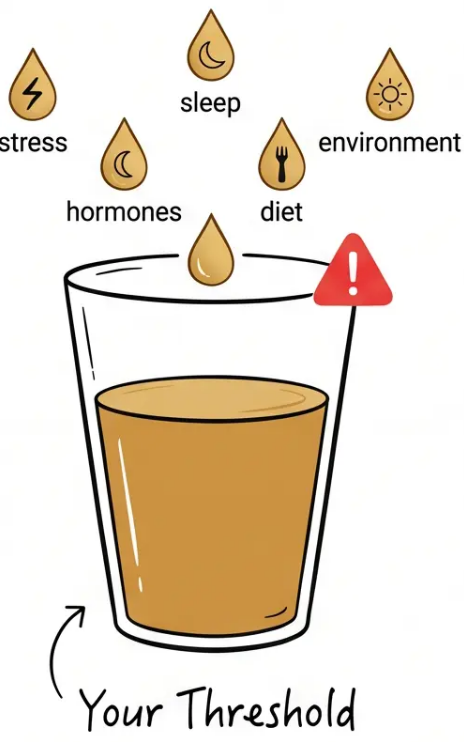 sleep
stress
environment
hormones
diet
!
Your Threshold